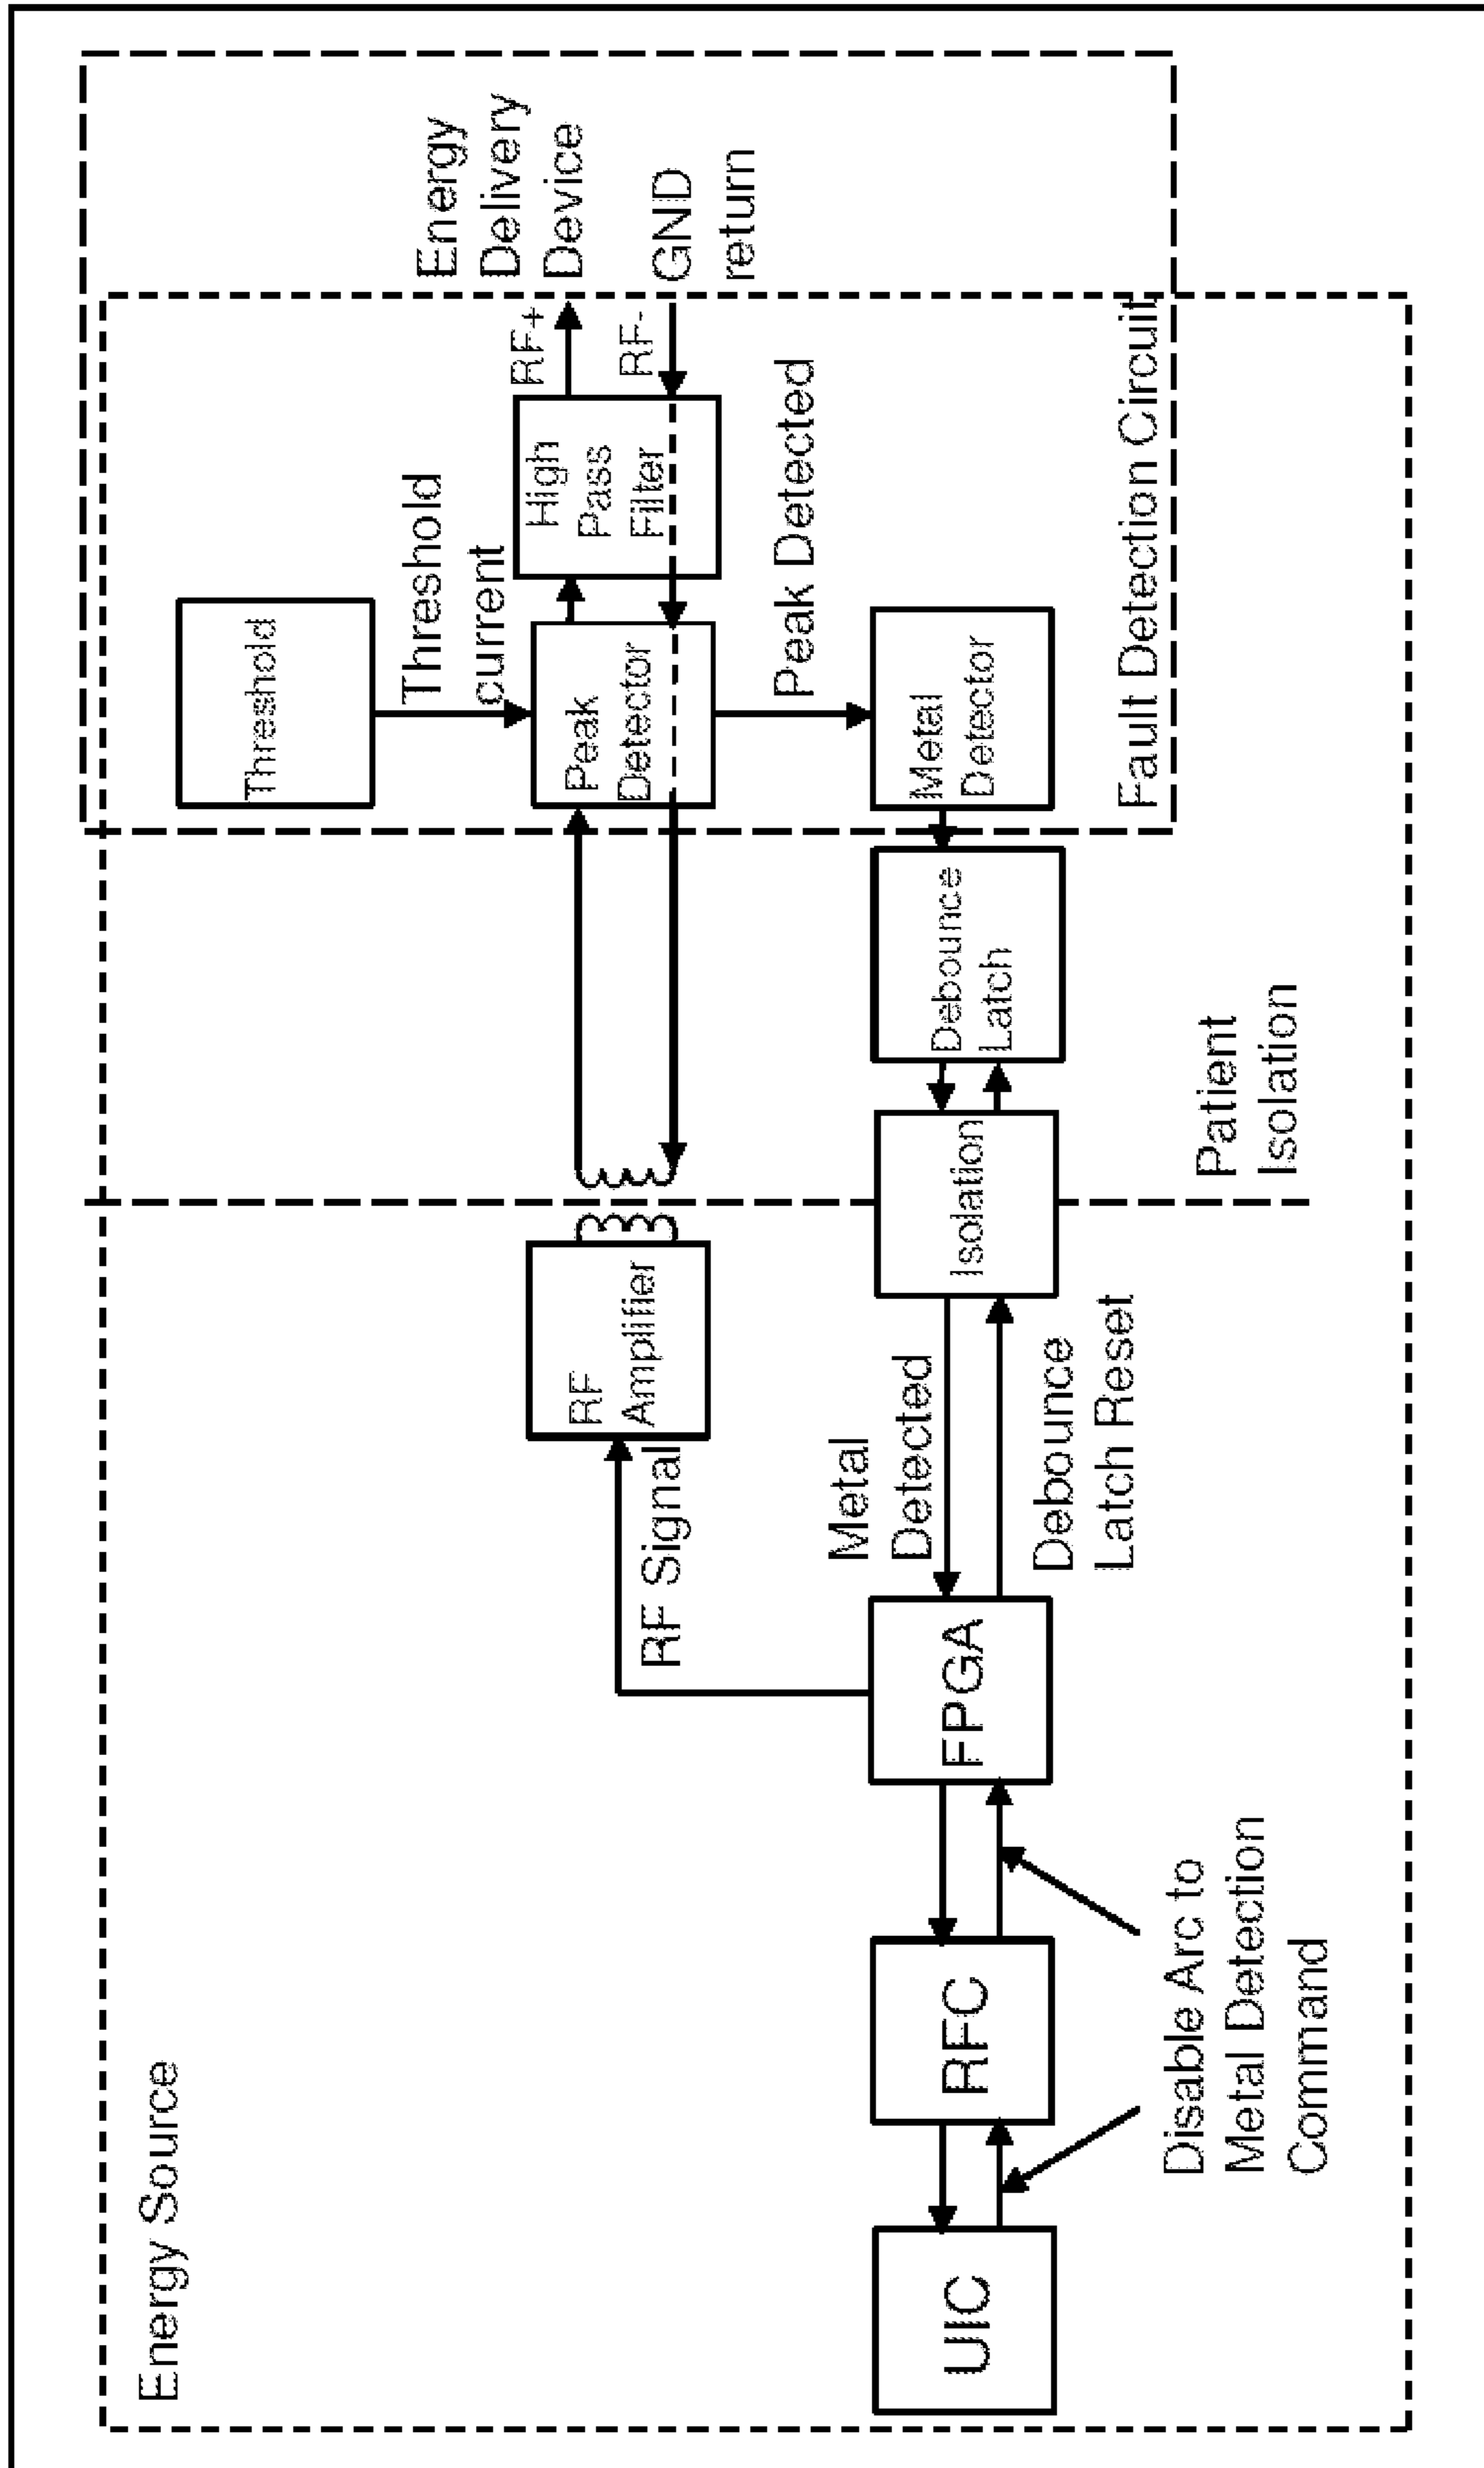 Energy Source
Threshold
Threshold
current
Energy
Delivery
Device
GND
return
RF+
RF-
High
Pass
Filter
Peak
Detector
Peak Detected
RF
Amplifier
RF Signal
Metal
Detector
Fault Detection Circuit
Debounce
Latch
Isolation
Patient
Isolation
Metal
Detected
Debounce
Latch Reset
FPGA
RFC
UIC
Disable Arc to
Metal Detection
Command